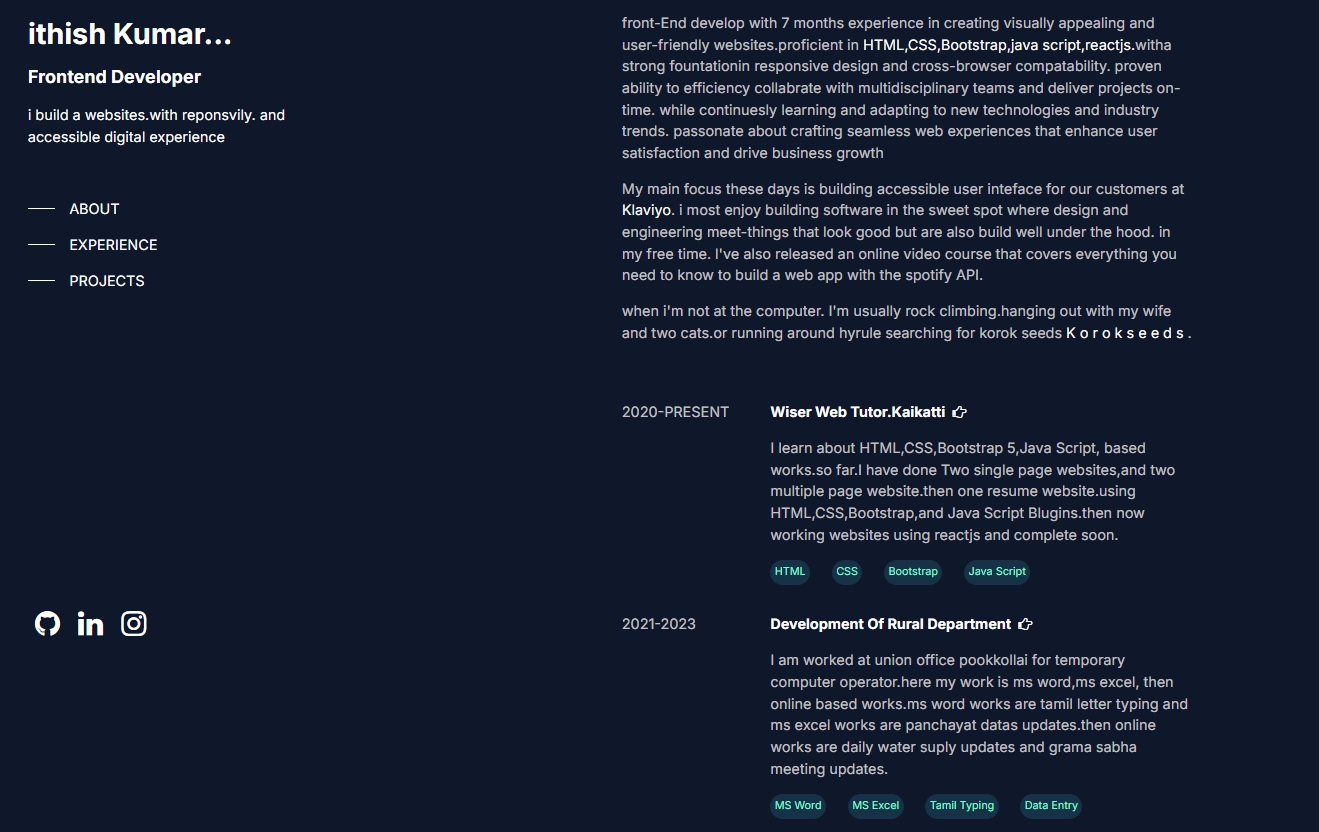 ithish Kumar...
Frontend Developer
i build a websites.with reponsvily. and
accessible digital experience
ABOUT
EXPERIENCE
PROJECTS
front-End develop with 7 months experience in creating visually appealing and
user-friendly websites.proficient in HTML,CSS,Bootstrap,java script,reactjs.witha
strong fountationin responsive design and cross-browser compatability. proven
ability to efficiency collabrate with multidisciplinary teams and deliver projects on-
time. while continuesly learning and adapting to new technologies and industry
trends. passonate about crafting seamless web experiences that enhance user
satisfaction and drive business growth
My main focus these days is building accessible user inteface for our customers at
Klaviyo. i most enjoy building software in the sweet spot where design and
engineering meet-things that look good but are also build well under the hood. in
my free time. I've also released an online video course that covers everything you
need to know to build a web app with the spotify API.
when i'm not at the computer. I'm usually rock climbing.hanging out with my wife
and two cats.or running around hyrule searching for korok seeds K o r o k s e e d s .
2020-PRESENT
Wiser Web Tutor.Kaikatti
I learn about HTML,CSS,Bootstrap 5,Java Script, based
works.so far.I have done Two single page websites,and two
multiple page website.then one resume website.using
HTML,CSS,Bootstrap,and Java Script Blugins.then now
working websites using reactjs and complete soon.
HTML CSS Bootstrap Java Script
2021-2023
Development Of Rural Department
I am worked at union office pookkollai for temporary
computer operator.here my work is ms word,ms excel, then
online based works.ms word works are tamil letter typing and
ms excel works are panchayat datas updates.then online
works are daily water suply updates and grama sabha
meeting updates.
MS Word MS Excel Tamil Typing Data Entry